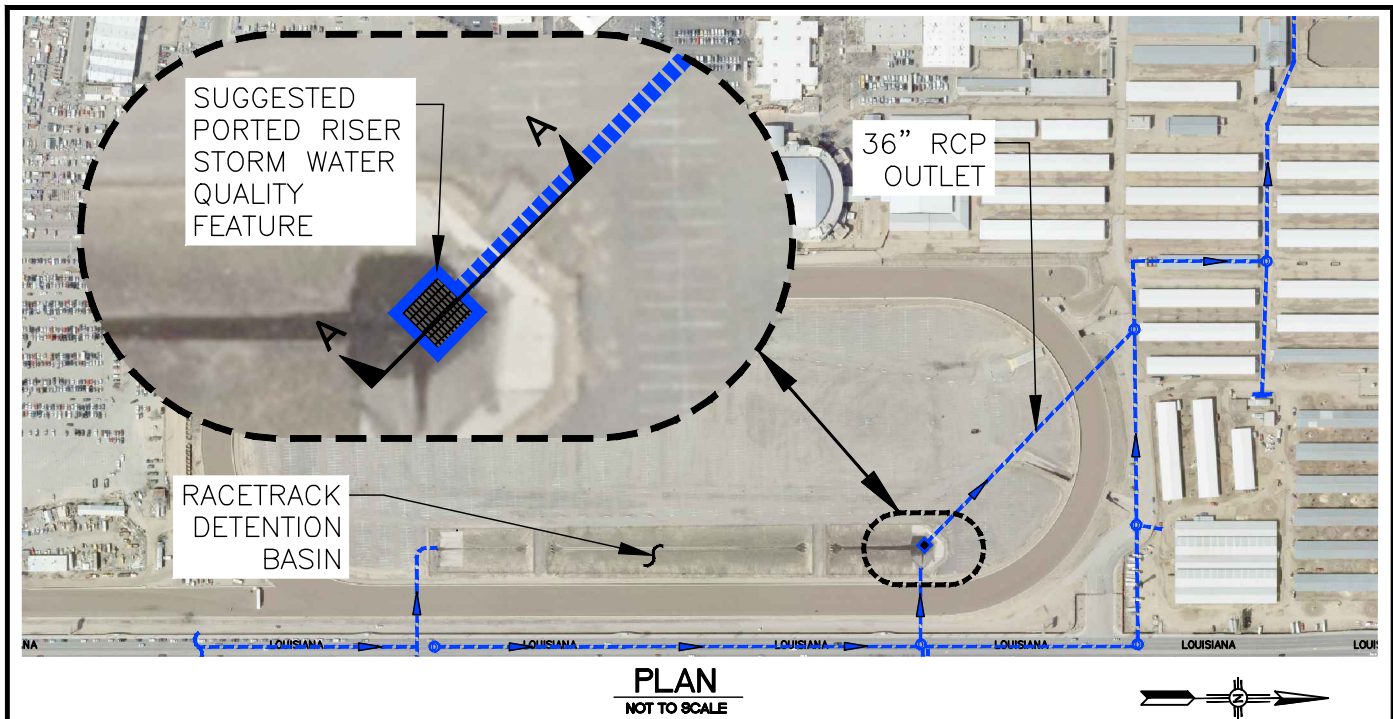 SUGGESTED
PORTED RISER
STORM WATER
QUALITY
FEATURE
A
A
36" RCP
OUTLET
RACETRACK
DETENTION
BASIN
NA
LOUISIANA
LOUISIANA
LOUISIANA
LOUISIANA
LOUISIANA
LOUIS
PLAN
NOT TO SCALE
N